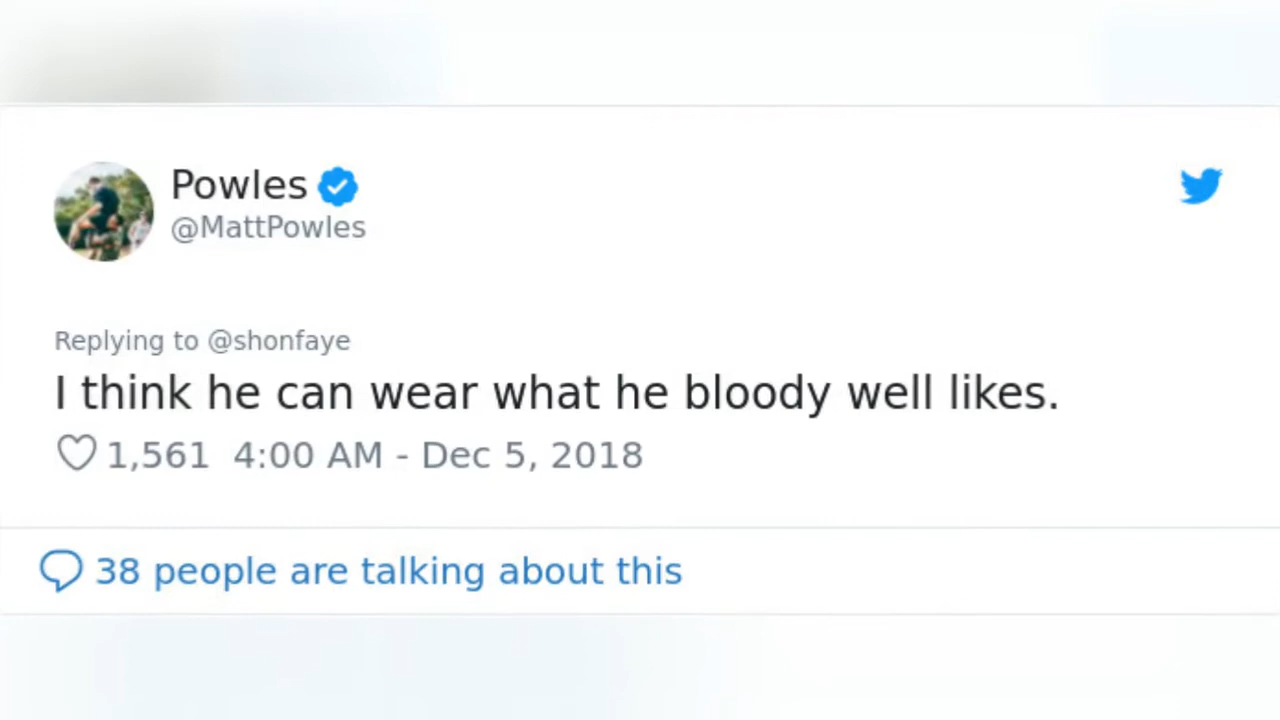 Powles
@MattPowles
Replying to @shonfaye
I think he can wear what he bloody well likes.
1,561 4:00 AM - Dec 5, 2018
38 people are talking about this